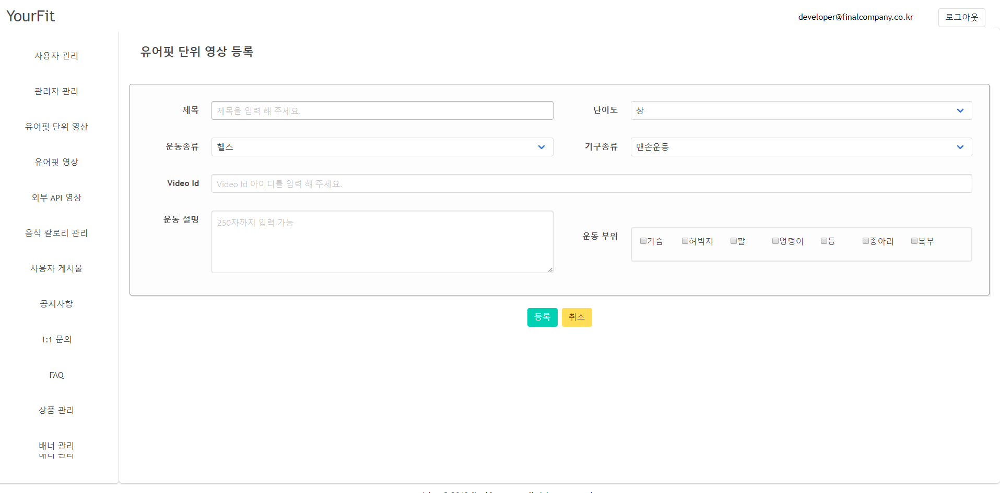 YourFit
developer@finalcompany.co.kr
로그아웃
사용자 관리
관리자 관리
유어핏 단위 영상
유어핏 영상
외부 API 영상
음식 칼로리 관리
사용자 게시물
공지사항
1:1 문의
FAQ
상품 관리
배너 관리
배너 관리
유어핏 단위 영상 등록
제목
제목을 입력 해 주세요.
난이도
상
운동종류
헬스
기구종류
맨손운동
Video Id
Video Id 아이디를 입력 해 주세요.
운동 설명
250자까지 입력 가능
운동 부위
가슴 허벅지 팔 엉덩이 등 종아리 복부
등록 취소